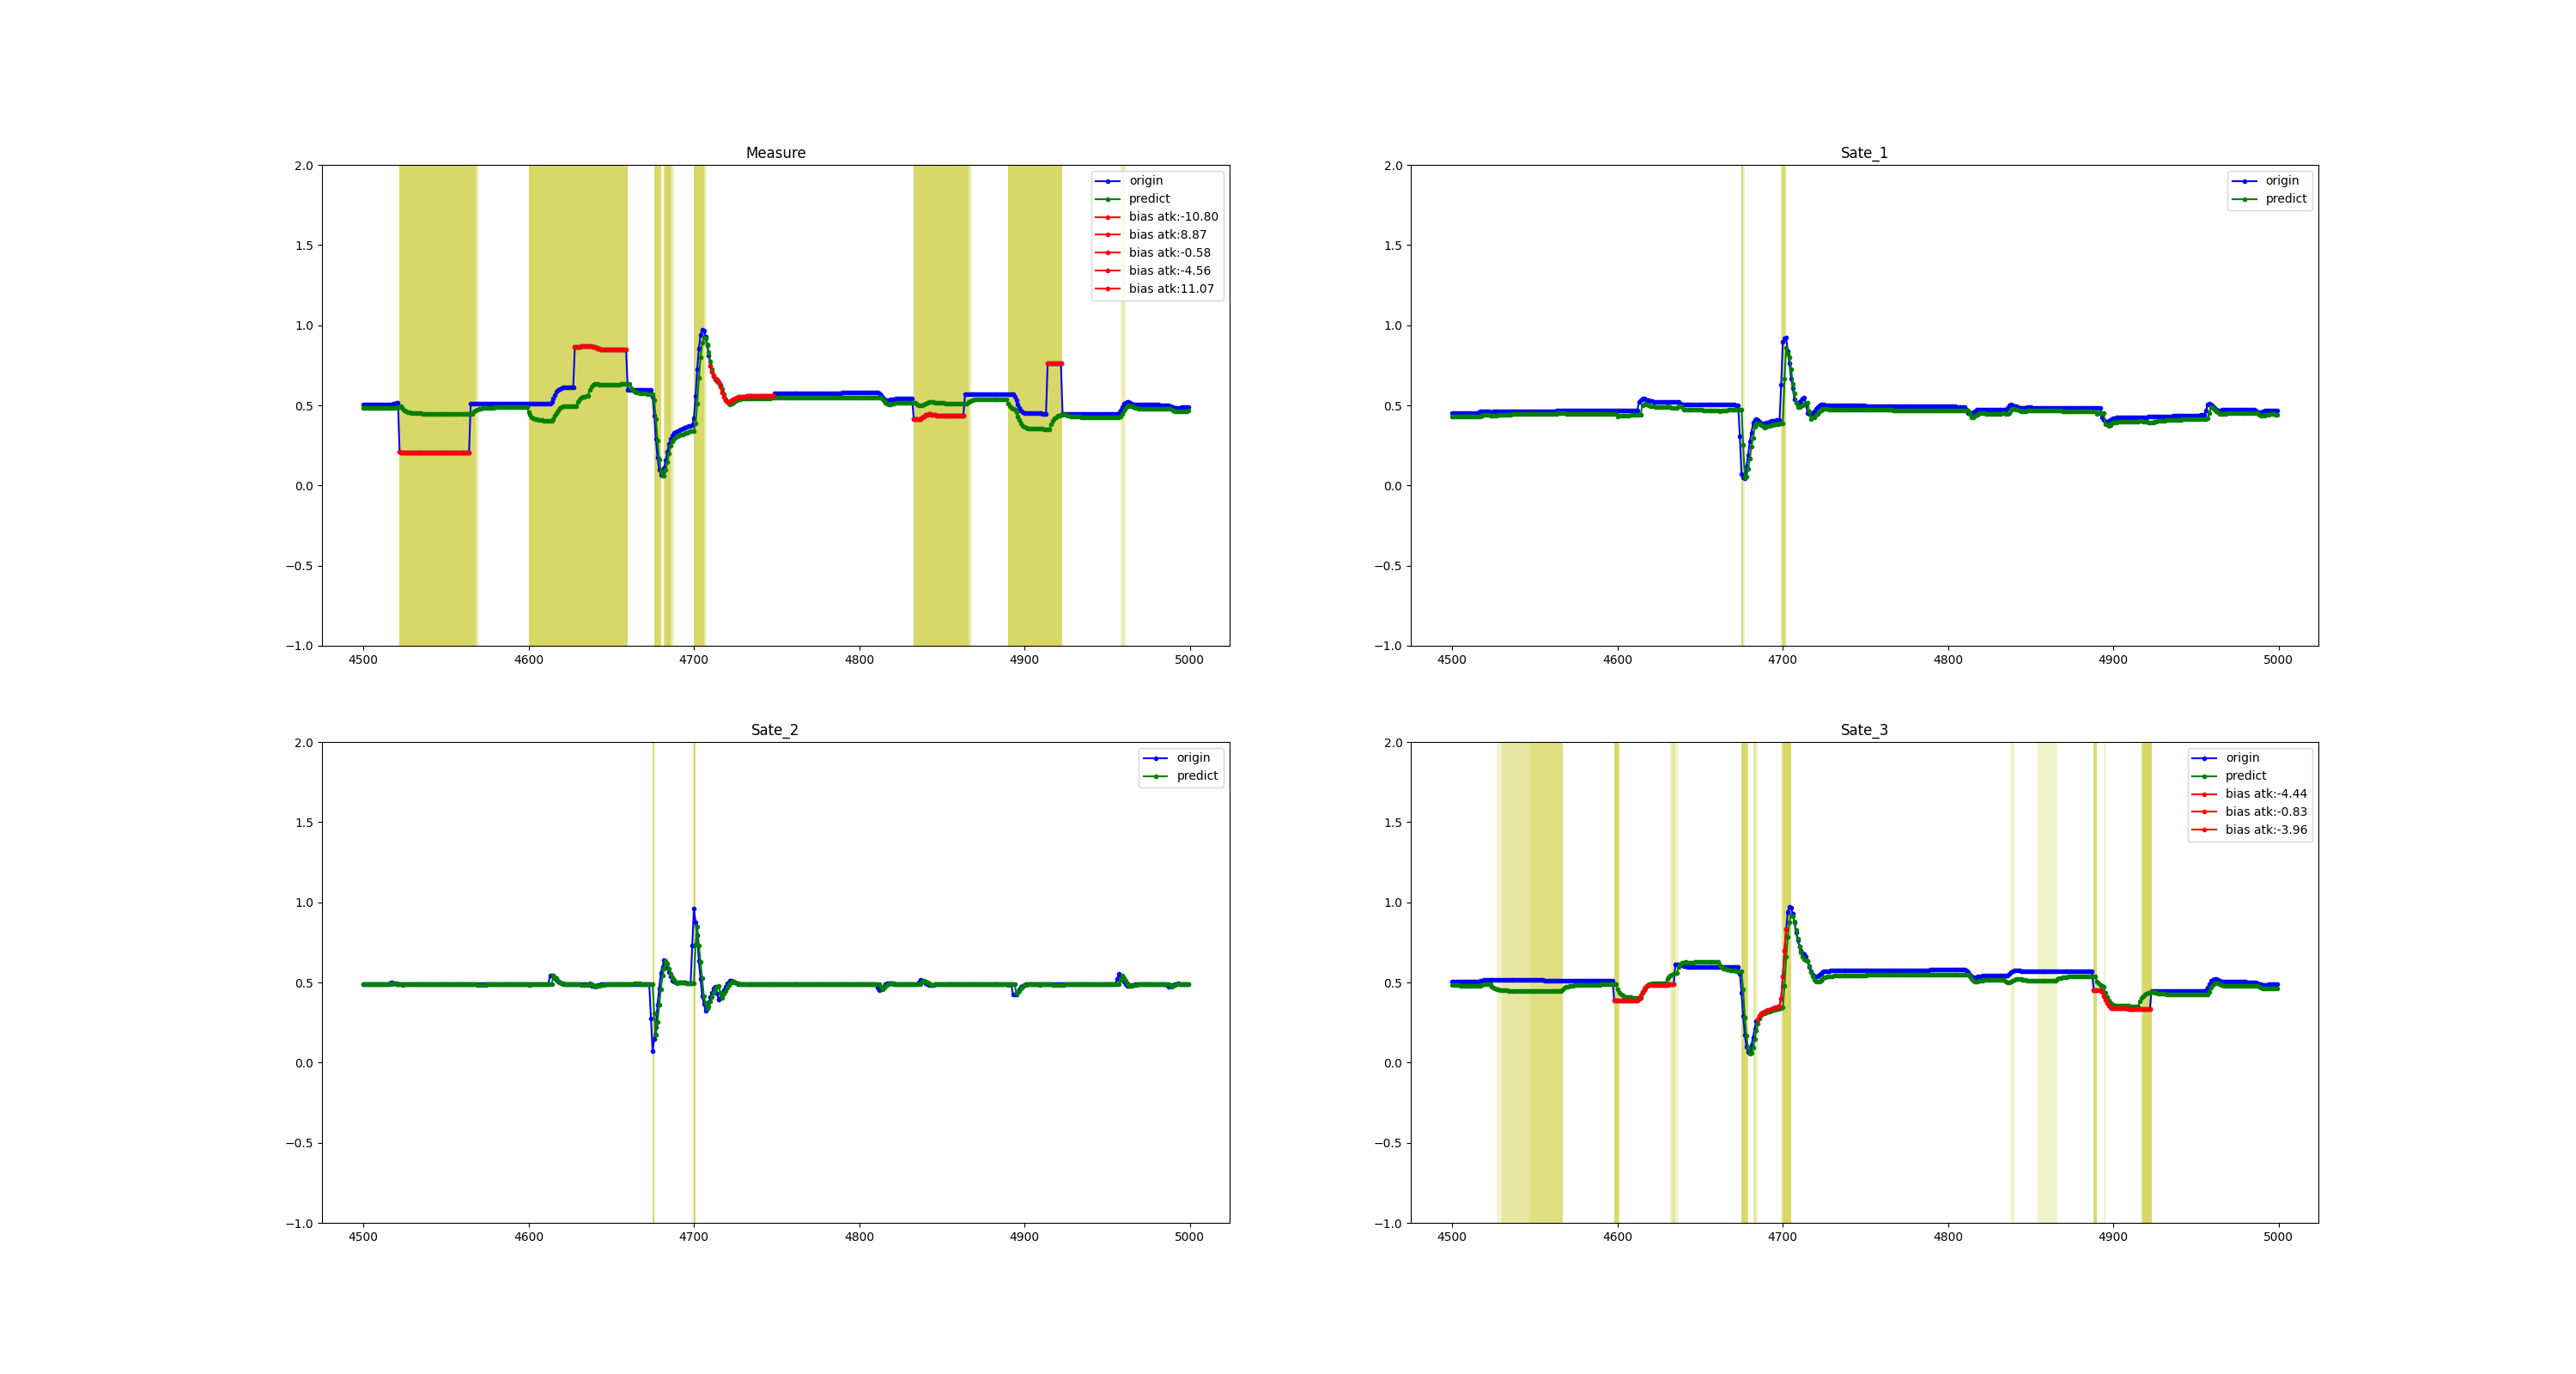 Measure
2.0
1.5
1.0
0.5
0.0
−0.5
−1.0
4500 4600 4700 4800 4900 5000
origin
predict
bias atk:-10.80
bias atk:8.87
bias atk:-0.58
bias atk:-4.56
bias atk:11.07
Sate_1
2.0
1.5
1.0
0.5
0.0
−0.5
−1.0
4500 4600 4700 4800 4900 5000
origin
predict
Sate_2
2.0
1.5
1.0
0.5
0.0
−0.5
−1.0
4500 4600 4700 4800 4900 5000
origin
predict
Sate_3
2.0
1.5
1.0
0.5
0.0
−0.5
−1.0
4500 4600 4700 4800 4900 5000
origin
predict
bias atk:-4.44
bias atk:-0.83
bias atk:-3.96